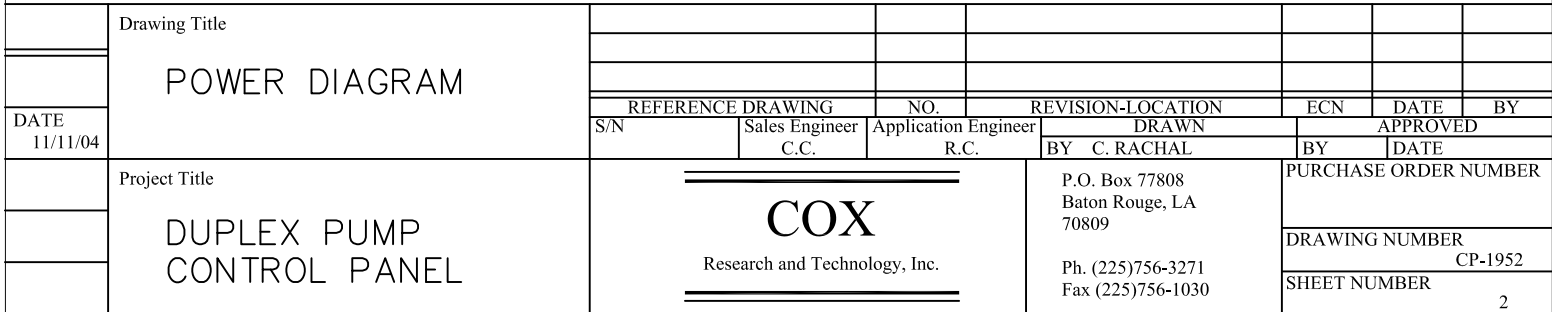 Drawing Title
POWER DIAGRAM
DATE
11/11/04
REFERENCE DRAWING NO. REVISION-LOCATION ECN DATE BY
S/N Sales Engineer Application Engineer DRAWN APPROVED
C.C. R.C. BY C. RACHAL BY DATE
Project Title
DUPLEX PUMP
CONTROL PANEL
COX
Research and Technology, Inc.
P.O. Box 77808
Baton Rouge, LA
70809
Ph. (225)756-3271
Fax (225)756-1030
PURCHASE ORDER NUMBER
DRAWING NUMBER
CP-1952
SHEET NUMBER
2